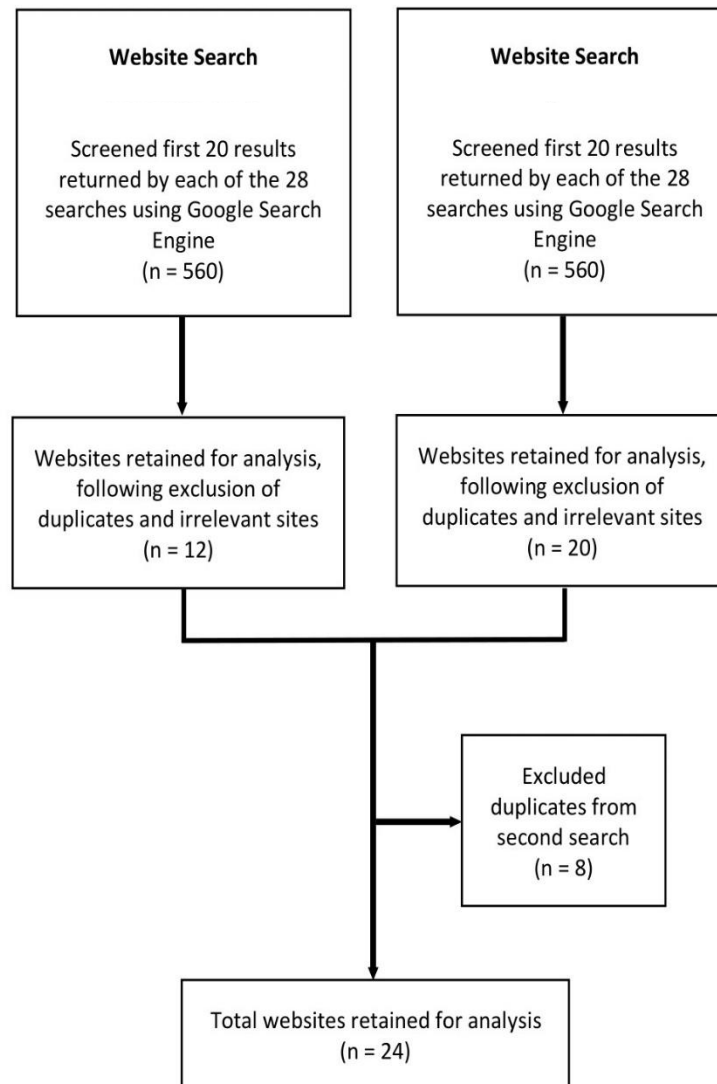 Website Search
Screened first 20 results
returned by each of the 28
searches using Google Search
Engine
(n = 560)
Website Search
Screened first 20 results
returned by each of the 28
searches using Google Search
Engine
(n = 560)
Websites retained for analysis,
following exclusion of
duplicates and irrelevant sites
(n = 12)
Websites retained for analysis,
following exclusion of
duplicates and irrelevant sites
(n = 20)
Excluded
duplicates from
second search
(n = 8)
Total websites retained for analysis
(n = 24)